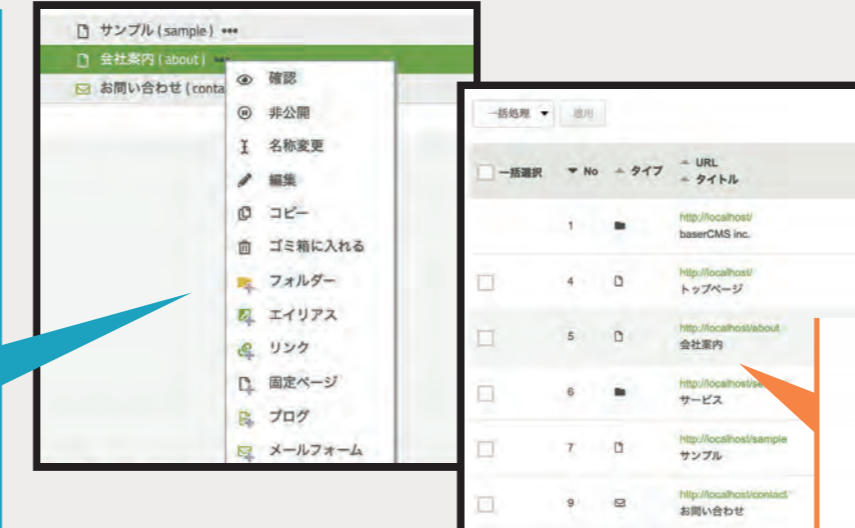 サンプル ( sample ) •••
会社案内 ( about ) •••
お問い合わせ ( conta
確認
非公開
名称変更
編集
コピー
ゴミ箱に入れる
フォルダー
エイリアス
リンク
固定ページ
ブログ
メールフォーム
一括処理 適用
一括選択 No タイプ URL
タイトル
1 http://localhost/
baserCMS inc.
4 http://localhost/
トップページ
5 http://localhost/about
会社案内
6 http://localhost/se
サービス
7 http://localhost/sample
サンプル
9 http://localhost/contact/
お問い合わせ